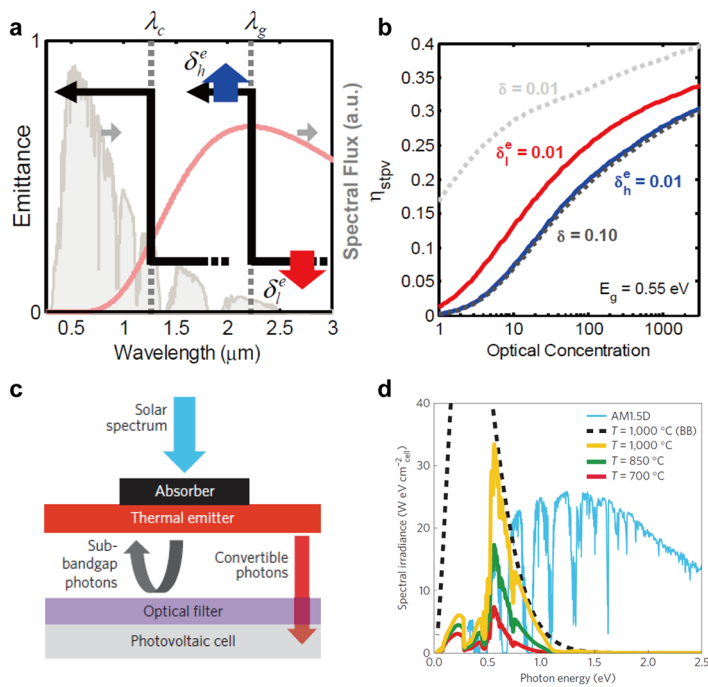 a
λc
λg
1
δhe
Emittance
Spectral Flux (a.u.)
δle
0
0.5
1
1.5
2
2.5
3
Wavelength (μm)
b
0.4
0.35
0.3
0.25
0.2
0.15
0.1
0.05
0
ηstpv
δ = 0.01
δle = 0.01
δhe = 0.01
δ = 0.10
Eg = 0.55 eV
1
10
100
1000
Optical Concentration
c
Solar
spectrum
Absorber
Thermal emitter
Sub-
bandgap
photons
Convertible
photons
Optical filter
Photovoltaic cell
d
40
30
20
10
0
Spectral irradiance (W eV cm−2cell)
AM1.5D
T = 1,000 °C (BB)
T = 1,000 °C
T = 850 °C
T = 700 °C
0.0
0.5
1.0
1.5
2.0
2.5
Photon energy (eV)